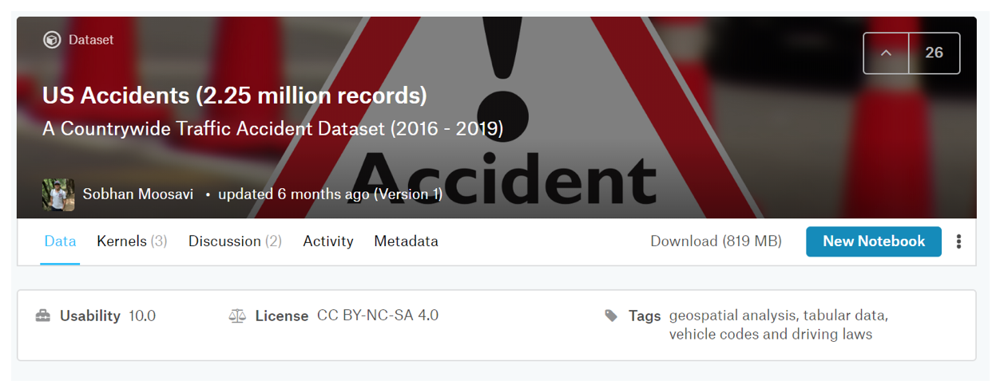 Dataset
26
US Accidents (2.25 million records)
A Countrywide Traffic Accident Dataset (2016 - 2019)
Accident
Sobhan Moosavi • updated 6 months ago (Version 1)
Data Kernels (3) Discussion (2) Activity Metadata Download (819 MB) New Notebook
Usability 10.0 License CC BY-NC-SA 4.0 Tags geospatial analysis, tabular data,
vehicle codes and driving laws